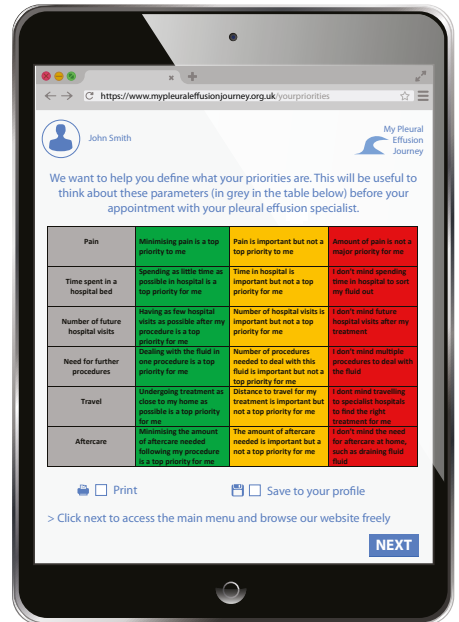 https://www.mypleuraleffusionjourney.org.uk/yourpriorities
John Smith
My Pleural
Effusion
Journey
We want to help you define what your priorities are. This will be useful to
think about these parameters (in grey in the table below) before your
appointment with your pleural effusion specialist.
Pain
Minimising pain is a top
priority to me
Pain is important but not a
top priority to me
Amount of pain is not a
major priority for me
Time spent in a
hospital bed
Spending as little time as
possible in hospital is a
top priority for me
Time in hospital is
important but not a top
priority for me
I don't mind spending
time in hospital to sort
my fluid out
Number of future
hospital visits
Having as few hospital
visits as possible after my
procedure is a top
priority for me
Number of hospital visits is
important but not a top
priority for me
I don't mind future
hospital visits after my
treatment
Need for further
procedures
Dealing with the fluid in
one procedure is a top
priority for me
Number of procedures
needed to deal with this
fluid is important but not a
top priority for me
I don't mind multiple
procedures to deal with
the fluid
Travel
Undergoing treatment as
close to my home as
possible is a top priority
for me
Distance to travel for my
treatment is important but
not a top priority for me
I dont mind travelling
to specialist hospitals
to find the right
treatment for me
Aftercare
Minimising the amount
of aftercare needed
following my procedure
is a top priority for me
The amount of aftercare
needed is important but a
not a top priority for me
I don't mind the need
for aftercare at home,
such as draining fluid
fluid
Print
Save to your profile
> Click next to access the main menu and browse our website freely
NEXT